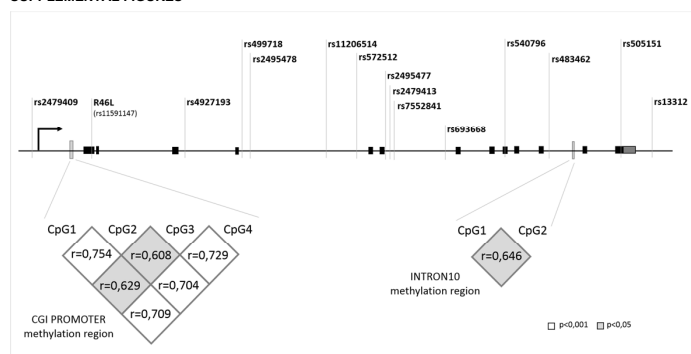 SUPPLEMENTAL FIGURES
rs499718
rs2495478
rs11206514
rs572512
rs2495477
rs2479413
rs7552841
rs540796
rs483462
rs505151
rs2479409
R46L
(rs11591147)
rs4927193
rs693668
rs13312
CpG1 CpG2 CpG3 CpG4
r=0,754 r=0,608 r=0,729
r=0,629 r=0,704
r=0,709
CGI PROMOTER
methylation region
CpG1 CpG2
r=0,646
INTRON10
methylation region
p<0,001 p<0,05